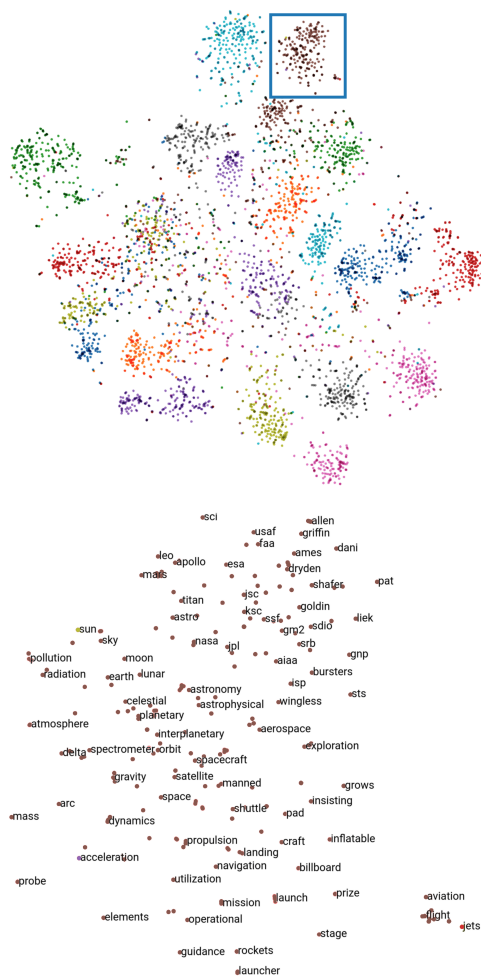 sci
allen
usaf
griffin
faa
dani
leo
ames
apollo
esa
dryden
mars
shafer
pat
jsc
titan
goldin
ksc
astro
ssf
sdio
liek
sun
gm2
sky
nasa
jpl
srb
gnp
pollution
moon
aiaa
radiation
lunar
bursters
earth
isp
astronomy
sts
celestial
astrophysical
wingless
planetary
atmosphere
aerospace
interplanetary
delta
spectrometer
orbit
exploration
spacecraft
gravity
satellite
manned
grows
space
arc
insisting
shuttle
mass
pad
dynamics
propulsion
craft
inflatable
landing
acceleration
navigation
billboard
probe
utilization
prize
launch
aviation
mission
elements
operational
flight
jets
stage
guidance
rockets
launcher